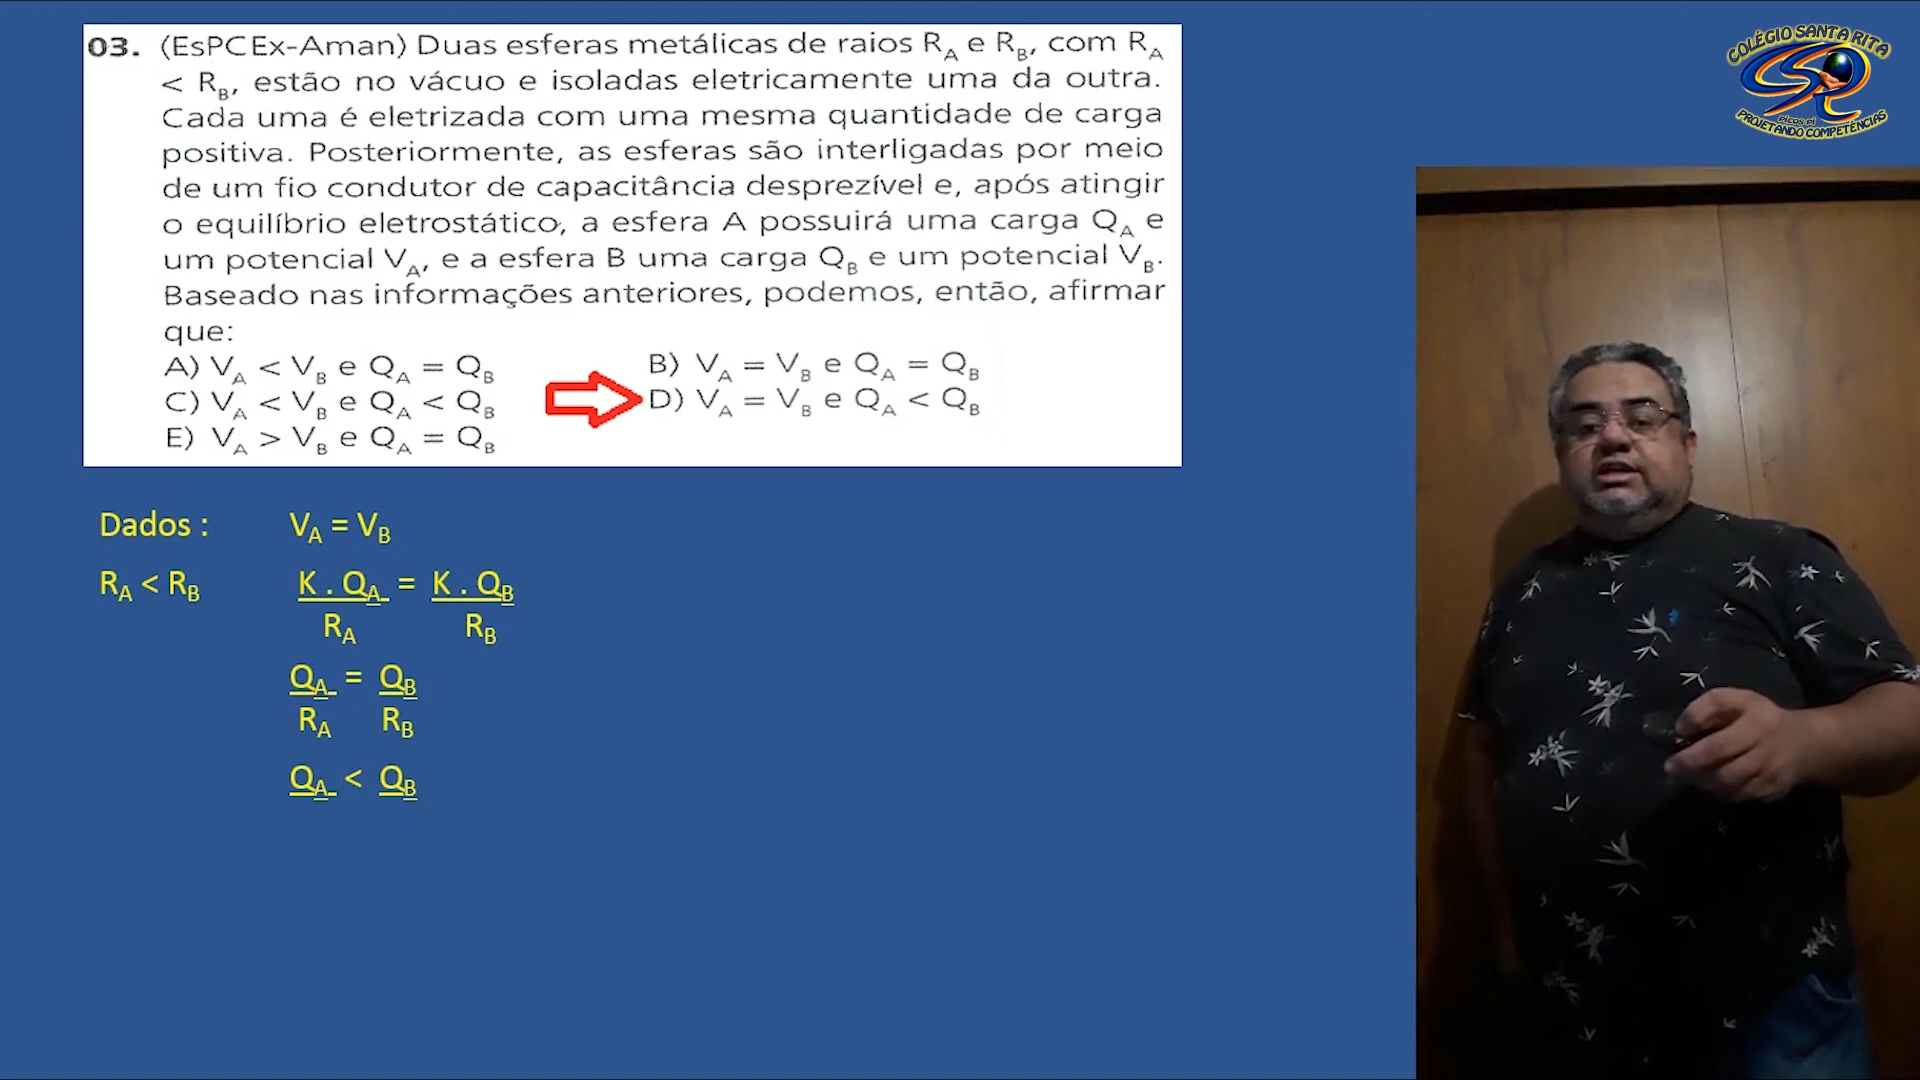 03. (EsPCEx-Aman) Duas esferas metálicas de raios R_A e R_B, com R_A
< R_B, estão no vácuo e isoladas eletricamente uma da outra.
Cada uma é eletrizada com uma mesma quantidade de carga
positiva. Posteriormente, as esferas são interligadas por meio
de um fio condutor de capacitância desprezível e, após atingir
o equilíbrio eletrostático, a esfera A possuirá uma carga Q_A e
um potencial V_A, e a esfera B uma carga Q_B e um potencial V_B.
Baseado nas informações anteriores, podemos, então, afirmar
que:
A) V_A < V_B e Q_A = Q_B
B) V_A = V_B e Q_A = Q_B
C) V_A < V_B e Q_A < Q_B
D) V_A = V_B e Q_A < Q_B
E) V_A > V_B e Q_A = Q_B
Dados : V_A = V_B
R_A < R_B
K . Q_A = K . Q_B
R_A R_B
Q_A = Q_B
R_A R_B
Q_A < Q_B
COLÉGIO SANTA RITA
PICOS PI
PROJETANDO COMPETÊNCIAS